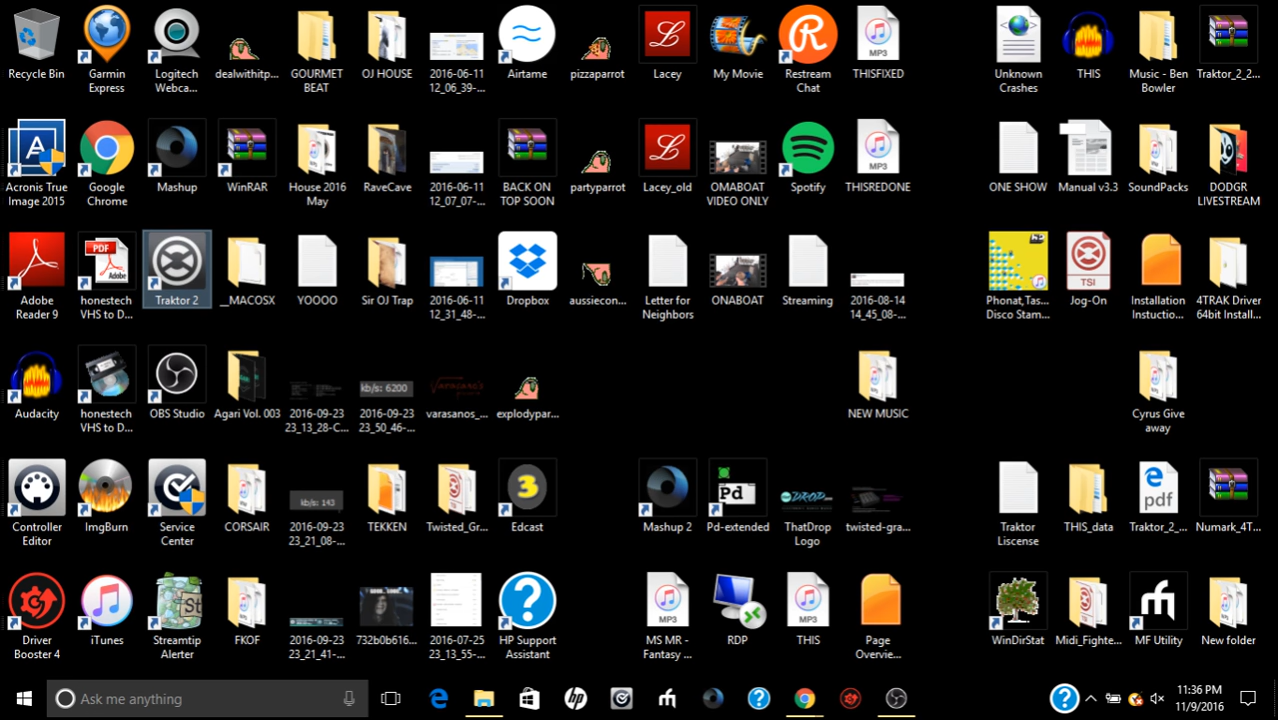 Recycle Bin
Garmin Express
Logitech Webca...
dealwithitp...
GOURMET BEAT
OJ HOUSE
2016-06-11 12_06_39-...
Airtame
pizzaparrot
Lacey
My Movie
Restream Chat
THISFIXED
Unknown Crashes
THIS
Music - Ben Bowler
Traktor_2_2...
Acronis True Image 2015
Google Chrome
Mashup
WinRAR
House 2016 May
RaveCave
2016-06-11 12_07_07-...
BACK ON TOP SOON
partyparrot
Lacey_old
OMABOAT VIDEO ONLY
Spotify
THISREDONE
ONE SHOW
Manual v3.3
SoundPacks
DODGR LIVESTREAM
Adobe Reader 9
honestech VHS to D...
Traktor 2
__MACOSX
YOOOO
Sir OJ Trap
2016-06-11 12_31_48-...
Dropbox
aussiecon...
Letter for Neighbors
ONABOAT
Streaming
2016-08-14 14_45_08-...
Phonat,Tas... Disco Stam...
Jog-On
Installation Instuctio...
4TRAK Driver 64bit Install...
Audacity
honestech VHS to D...
OBS Studio
Agari Vol. 003
2016-09-23 23_13_28-C...
kb/s: 6200
2016-09-23 23_50_46-...
varasanos_...
explodypar...
NEW MUSIC
Cyrus Give away
Controller Editor
ImgBurn
Service Center
CORSAIR
kb/s: 143
2016-09-23 23_21_08-...
TEKKEN
Twisted_Gr...
Edcast
Mashup 2
Pd-extended
ThatDrop Logo
twisted-gra...
Traktor Liscense
THIS_data
Traktor_2_...
Numark_4T...
Driver Booster 4
iTunes
Streamtip Alerter
FKOF
2016-09-23 23_21_41-...
732b0b616...
2016-07-25 23_13_55-...
HP Support Assistant
MS MR - Fantasy ...
RDP
THIS
Page Overvie...
WinDirStat
Midi_Fighte...
MF Utility
New folder
Ask me anything
11:36 PM
11/9/2016